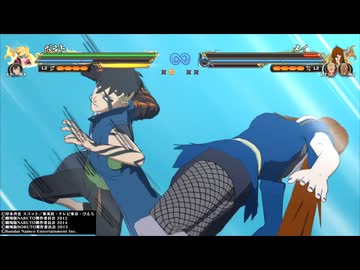 ボルト
メイ
L2
L2
©岸本斉史 スコット／集英社・テレビ東京・ぴえろ
©劇場版NARUTO製作委員会 2012
©劇場版NARUTO製作委員会 2014
©劇場版BORUTO製作委員会 2015
©Bandai Namco Entertainment Inc.